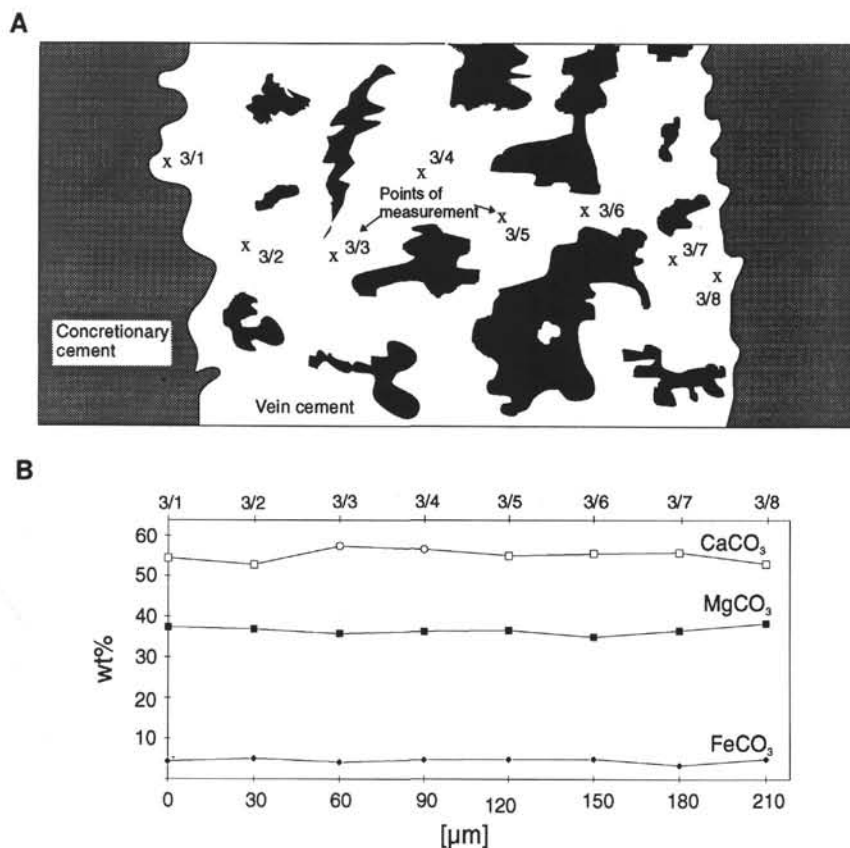 A
x 3/1
3/4
x
Points of
measurement
x
3/5
x 3/6
x
3/2
x
3/3
3/7
x
x
3/8
Concretionary
cement
Vein cement
B
3/1 3/2 3/3 3/4 3/5 3/6 3/7 3/8
60
50
40
30
20
10
wt%
CaCO₃
MgCO₃
FeCO₃
0 30 60 90 120 150 180 210
[µm]